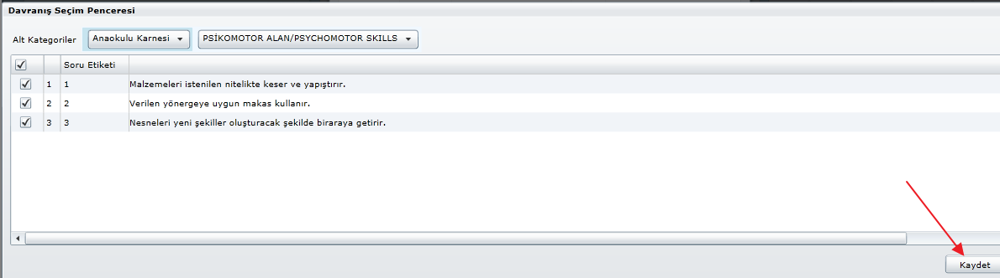 Davranış Seçim Penceresi
Alt Kategoriler Anaokulu Karnesi PSİKOMOTOR ALAN/PSYCHOMOTOR SKILLS
Soru Etiketi
1 1 Malzemeleri istenilen nitelikte keser ve yapıştırır.
2 2 Verilen yönergeye uygun makas kullanır.
3 3 Nesneleri yeni şekiller oluşturacak şekilde biraraya getirir.
Kaydet